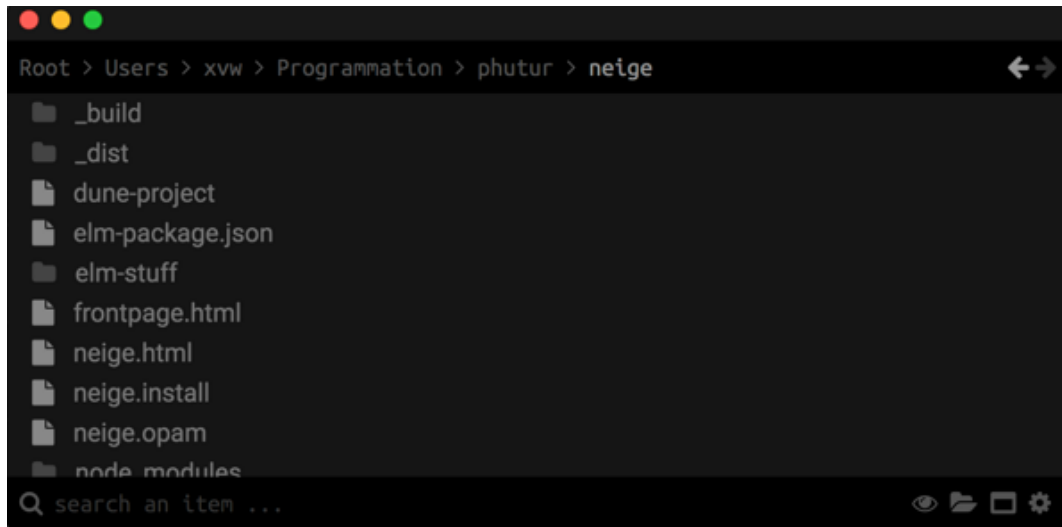 Root > Users > xvw > Programmation > phutur > neige
_build
_dist
dune-project
elm-package.json
elm-stuff
frontpage.html
neige.html
neige.install
neige.opam
node_modules
search an item ...